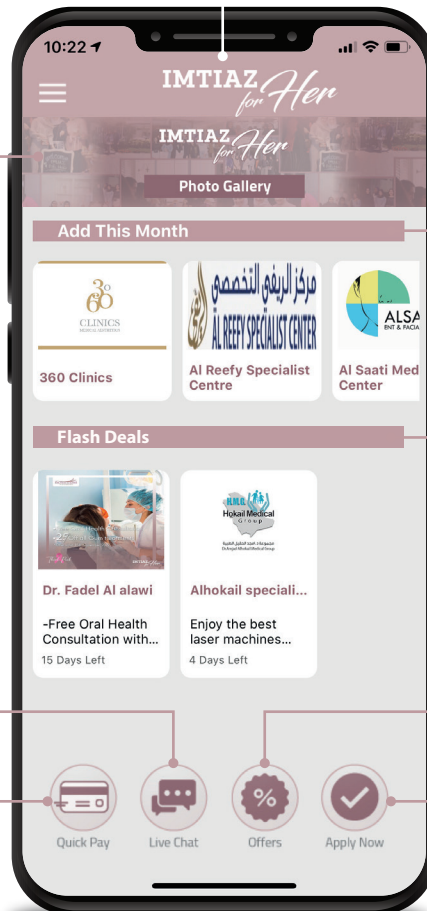 10:22
IMTIAZ
for Her
IMTIAZ
for Her
Photo Gallery
Add This Month
360
CLINICS
مركز الريفي التخصصي
AL REEFY SPECIALIST CENTER
ALSA
ENT & FACIA
360 Clinics
Al Reefy Specialist
Centre
Al Saati Med
Center
Flash Deals
H.M.G.
Hokail Medical
Group
Dr. Fadel Al alawi
Alhokail speciali...
-Free Oral Health
Consultation with...
Enjoy the best
laser machines...
15 Days Left
4 Days Left
Quick Pay
Live Chat
Offers
Apply Now